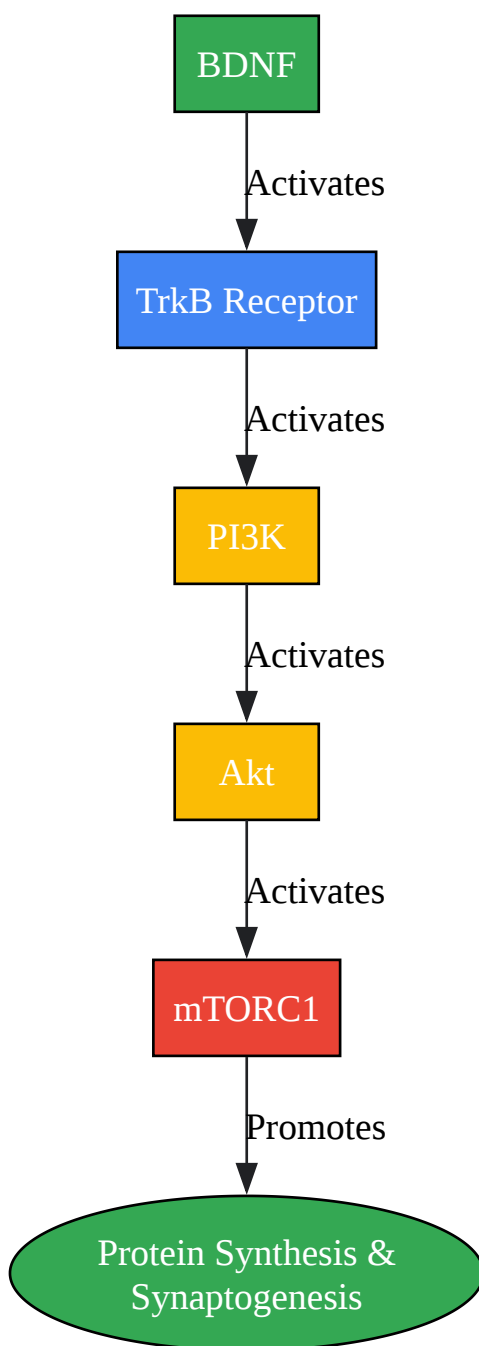 BDNF
Activates
TrkB Receptor
Activates
PI3K
Activates
Akt
Activates
mTORC1
Promotes
Protein Synthesis &
Synaptogenesis